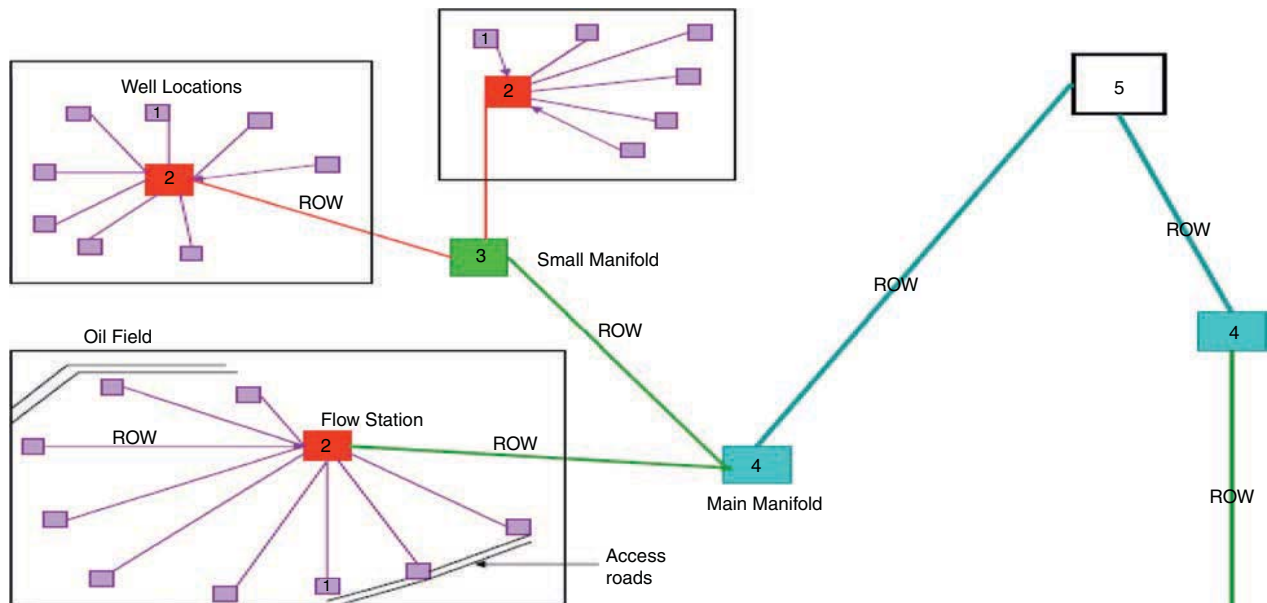 1
2
Well Locations
1
2
ROW
5
ROW
3
Small Manifold
ROW
ROW
4
Oil Field
Flow Station
ROW
2
ROW
4
Main Manifold
ROW
1
Access
roads